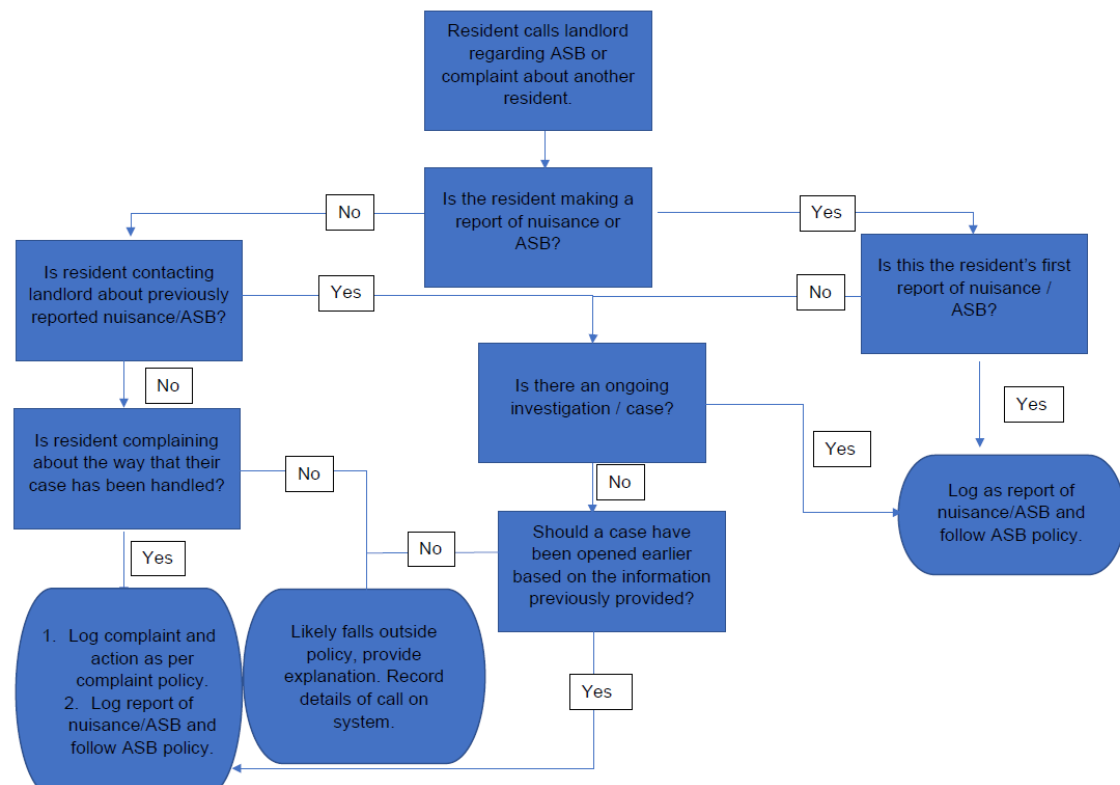 Resident calls landlord
regarding ASB or
complaint about another
resident.
Is the resident making a
report of nuisance or
ASB?
No
Yes
Is resident contacting
landlord about previously
reported nuisance/ASB?
Yes
No
Is this the resident’s first
report of nuisance /
ASB?
No
Is there an ongoing
investigation / case?
Yes
Yes
Is resident complaining
about the way that their
case has been handled?
No
No
Log as report of
nuisance/ASB and
follow ASB policy.
Should a case have
been opened earlier
based on the information
previously provided?
No
Yes
1. Log complaint and
action as per
complaint policy.
2. Log report of
nuisance/ASB and
follow ASB policy.
Likely falls outside
policy, provide
explanation. Record
details of call on
system.
Yes